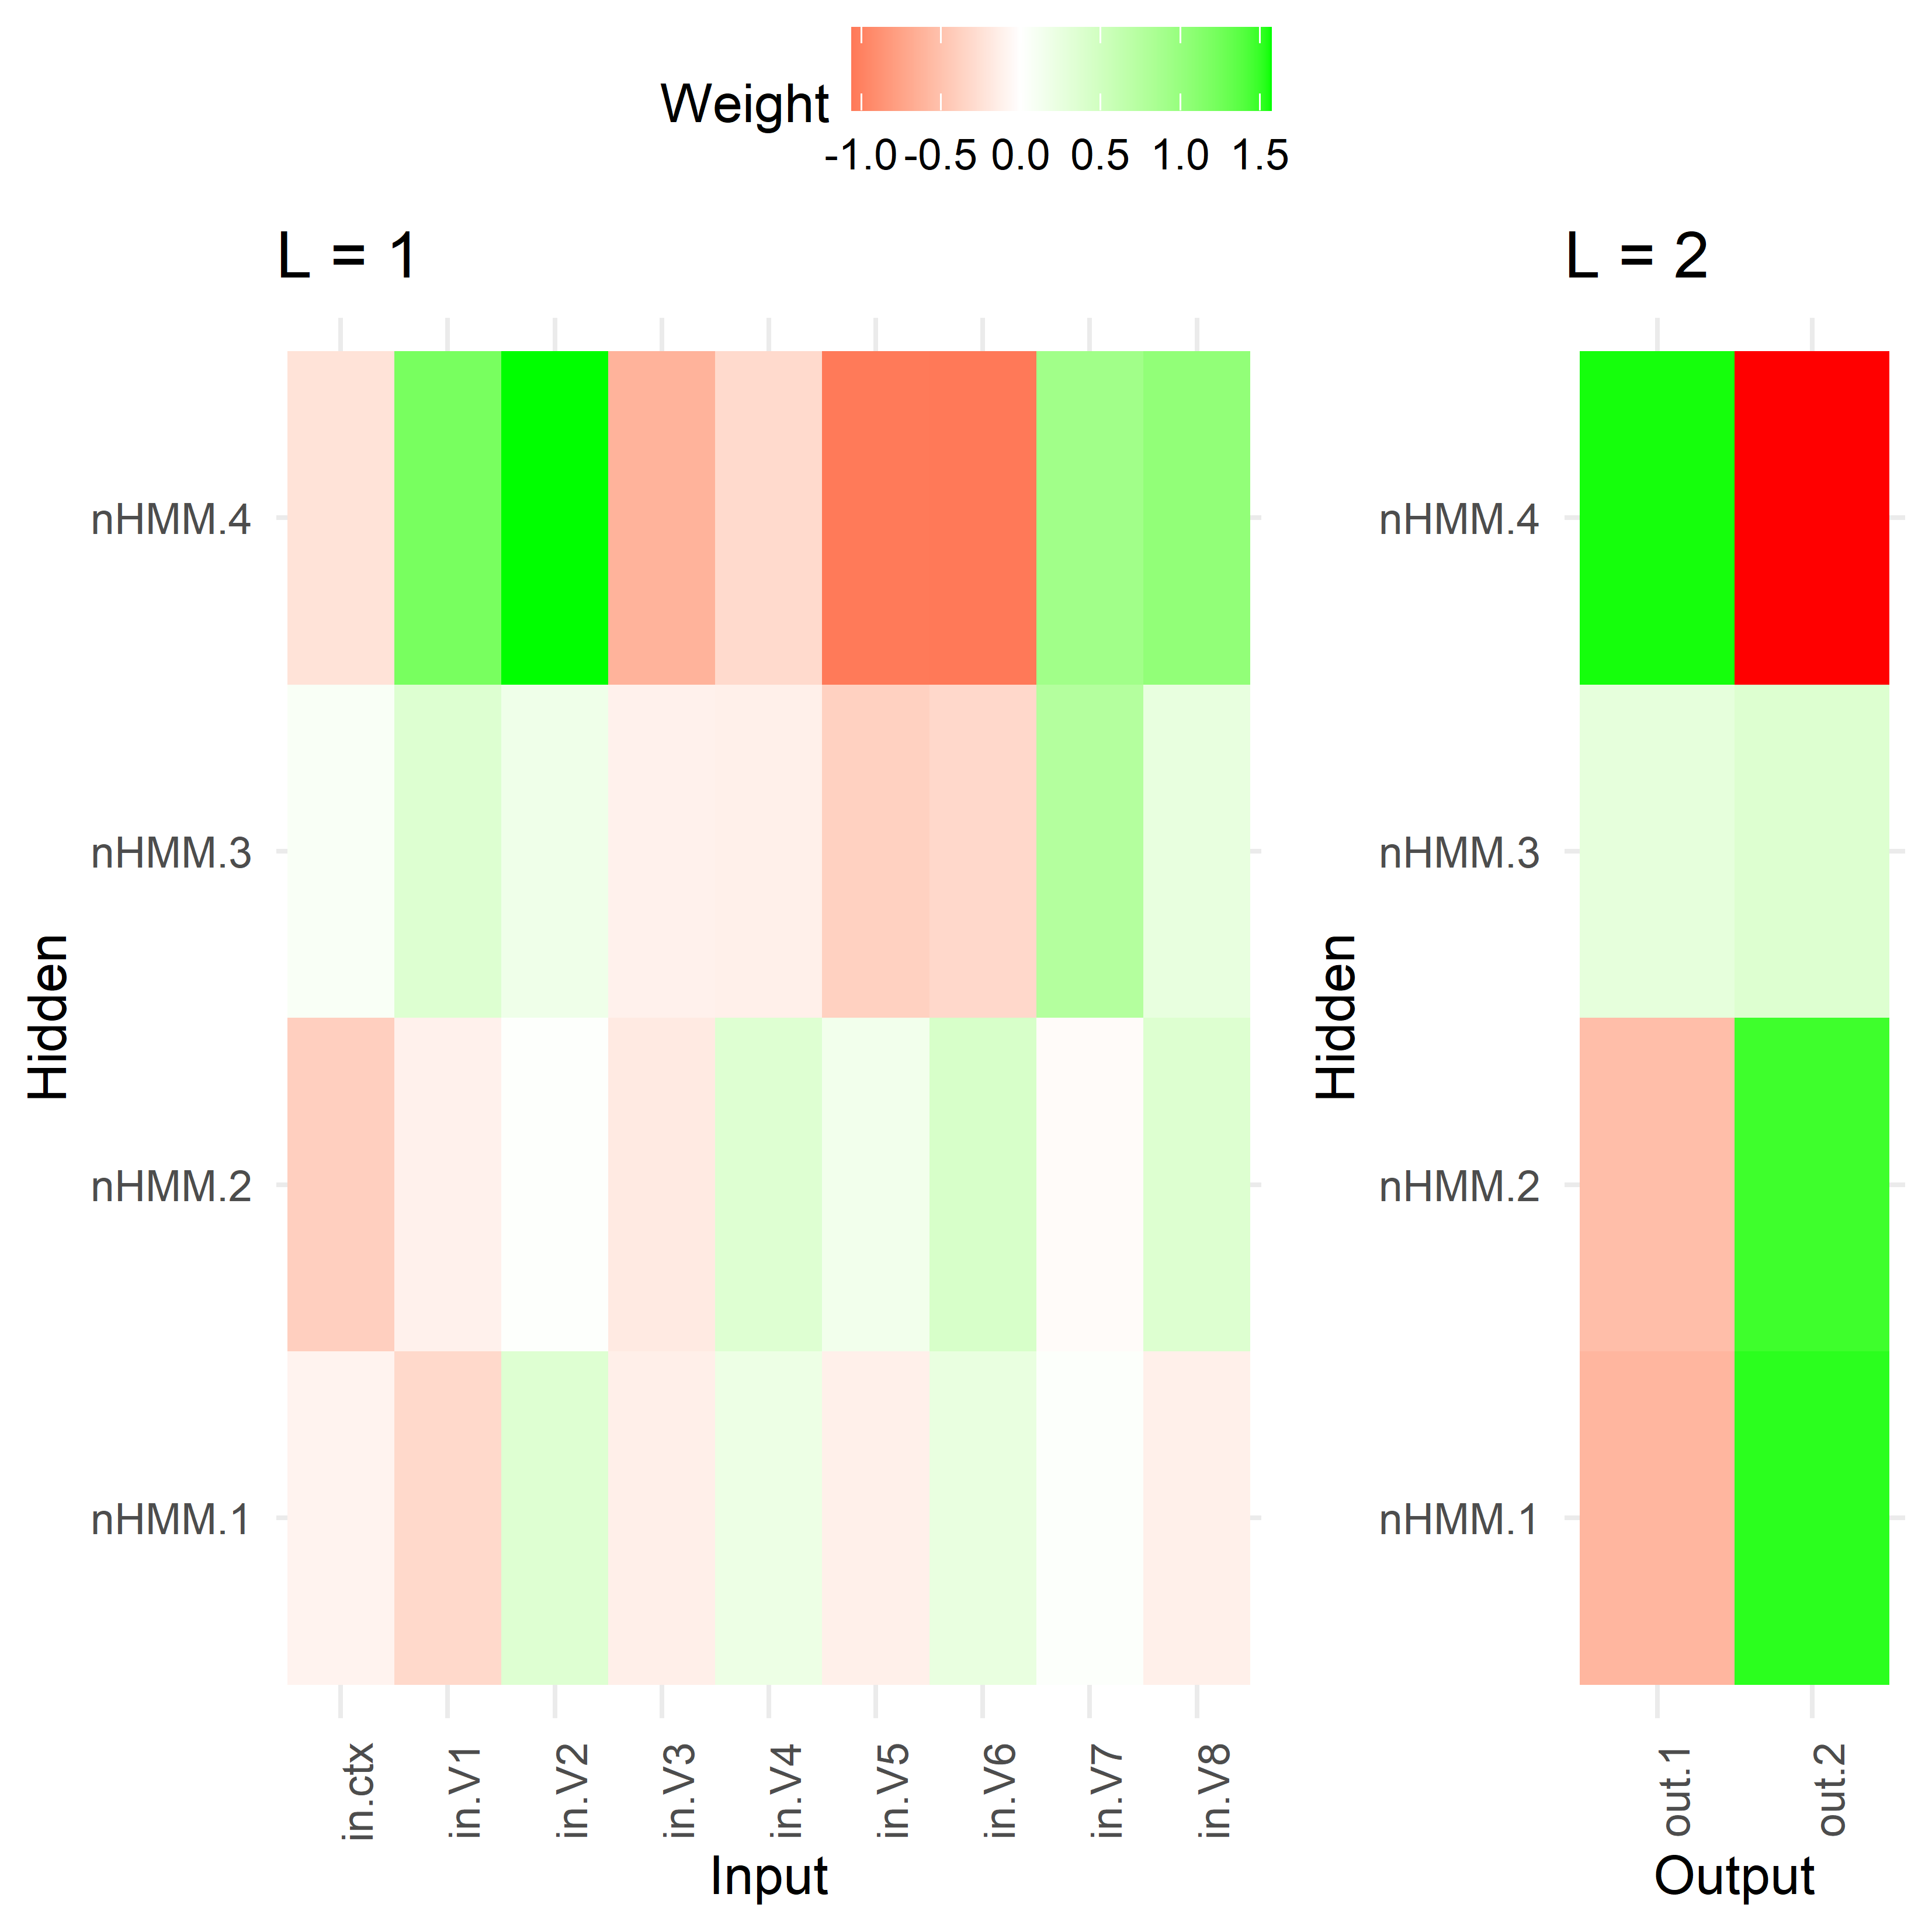 Weight
-1.0 -0.5 0.0 0.5 1.0 1.5
L = 1
L = 2
nHMM.4
nHMM.3
nHMM.2
nHMM.1
Hidden
in.ctx in.V1 in.V2 in.V3 in.V4 in.V5 in.V6 in.V7 in.V8
Input
nHMM.4
nHMM.3
nHMM.2
nHMM.1
Hidden
out.1 out.2
Output